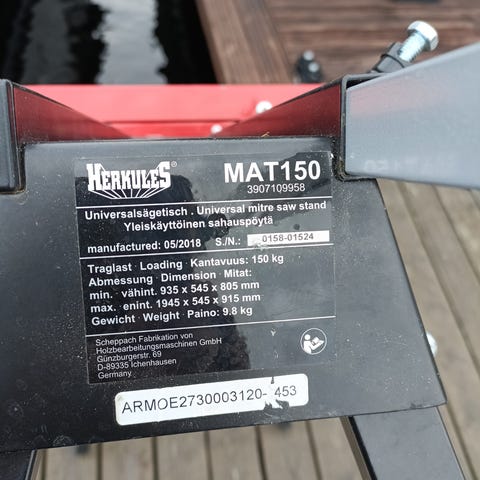 HERKULES®
MAT150
3907109958
Universalsägetisch . Universal mitre saw stand
Yleiskäyttöinen sahauspöytä
manufactured: 05/2018 S./N.: 0158-01524
Traglast . Loading . Kantavuus: 150 kg
Abmessung . Dimension . Mitat:
min. vähint. 935 x 545 x 805 mm
max. enint. 1945 x 545 x 915 mm
Gewicht . Weight . Paino: 9.8 kg
Scheppach Fabrikation von
Holzbearbeitungsmaschinen GmbH
Günzburgerstr. 69
D-89335 Ichenhausen
Germany
ARMOE2730003120-453